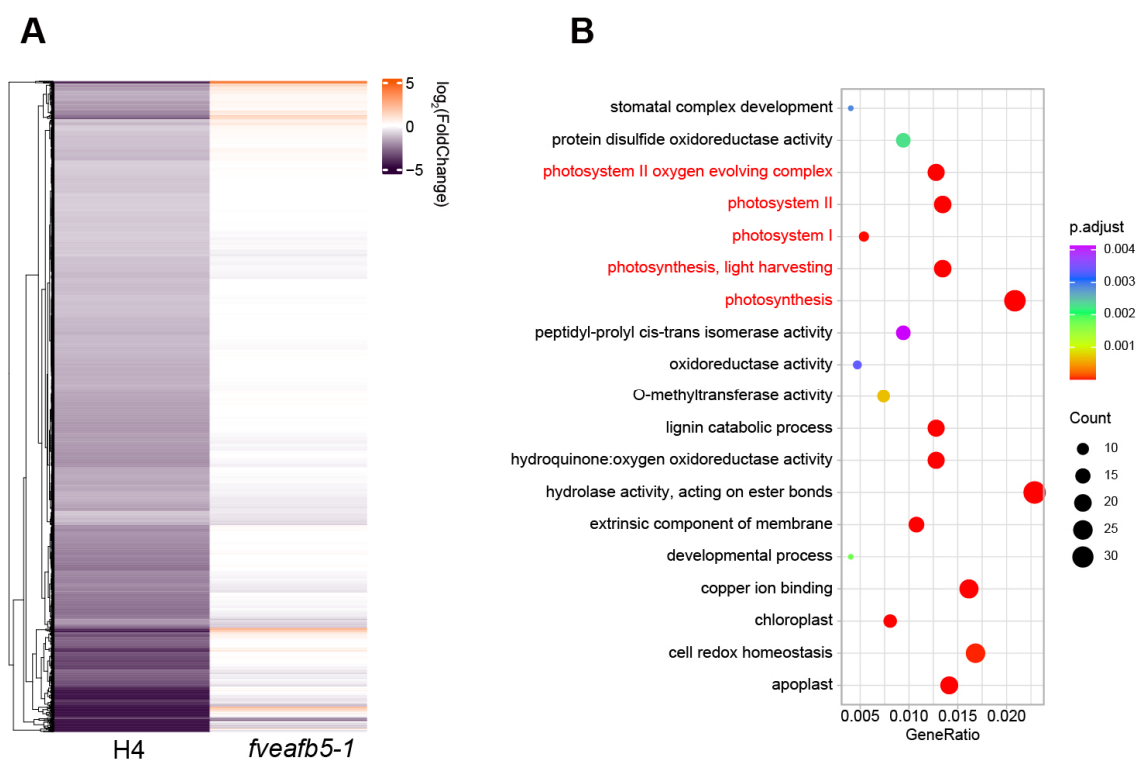 A
B
5
0
−5
log2(FoldChange)
H4
fveafb5-1
stomatal complex development
protein disulfide oxidoreductase activity
photosystem II oxygen evolving complex
photosystem II
photosystem I
photosynthesis, light harvesting
photosynthesis
peptidyl-prolyl cis-trans isomerase activity
oxidoreductase activity
O-methyltransferase activity
lignin catabolic process
hydroquinone:oxygen oxidoreductase activity
hydrolase activity, acting on ester bonds
extrinsic component of membrane
developmental process
copper ion binding
chloroplast
cell redox homeostasis
apoplast
0.005 0.010 0.015 0.020
GeneRatio
p.adjust
0.004
0.003
0.002
0.001
Count
10
15
20
25
30